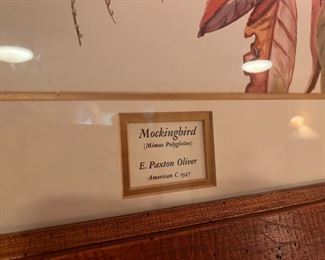 Mockingbird
(Mimus Polyglottos)
E. Paxton Oliver
American C 1947